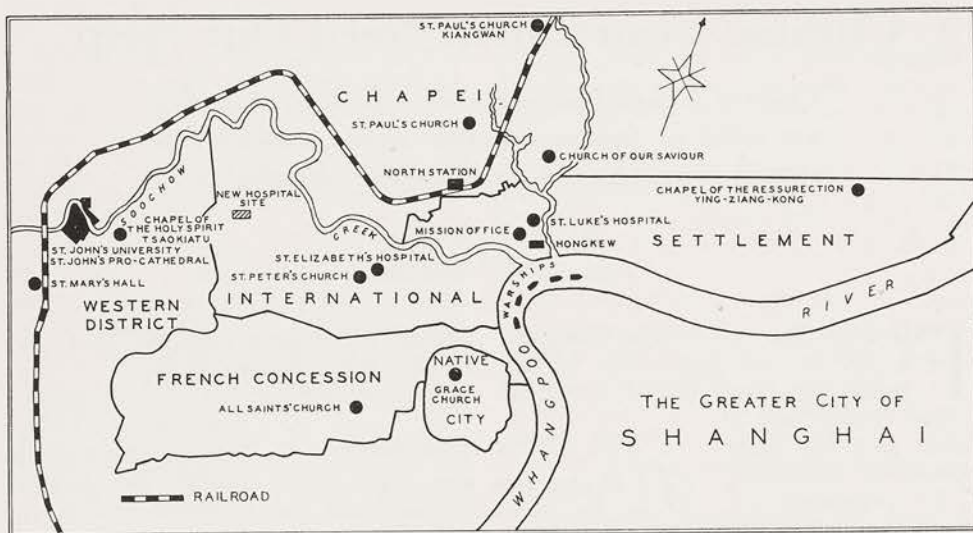 ST. PAUL'S CHURCH
KIANGWAN
CHAPEI
ST. PAUL'S CHURCH
CHURCH OF OUR SAVIOUR
NORTH STATION
CHAPEL OF THE RESSURECTION
YING-ZIANG-KONG
SOOCHOW
CREEK
NEW HOSPITAL
SITE
CHAPEL OF
THE HOLY SPIRIT
TSAOKIATU
ST. JOHN'S UNIVERSITY
ST. JOHN'S PRO-CATHEDRAL
ST. LUKE'S HOSPITAL
MISSION OFFICE
HONGKEW
SETTLEMENT
ST. ELIZABETH'S HOSPITAL
ST. PETER'S CHURCH
ST. MARY'S HALL
WESTERN
DISTRICT
INTERNATIONAL
WARSHIPS
WHANGPOO
RIVER
FRENCH CONCESSION
NATIVE
GRACE
CHURCH
CITY
ALL SAINTS' CHURCH
THE GREATER CITY OF
SHANGHAI
RAILROAD